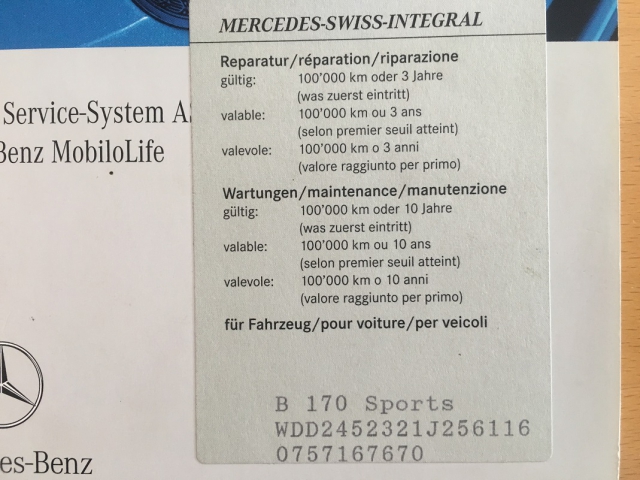 MERCEDES-SWISS-INTEGRAL
Reparatur/réparation/riparazione
gültig: 100'000 km oder 3 Jahre
(was zuerst eintritt)
valable: 100'000 km ou 3 ans
(selon premier seuil atteint)
valevole: 100'000 km o 3 anni
(valore raggiunto per primo)
Wartungen/maintenance/manutenzione
gültig: 100'000 km oder 10 Jahre
(was zuerst eintritt)
valable: 100'000 km ou 10 ans
(selon premier seuil atteint)
valevole: 100'000 km o 10 anni
(valore raggiunto per primo)
für Fahrzeug/pour voiture/per veicoli
B 170 Sports
WDD2452321J256116
0757167670
Service-System
Benz MobiloLife
es-Benz